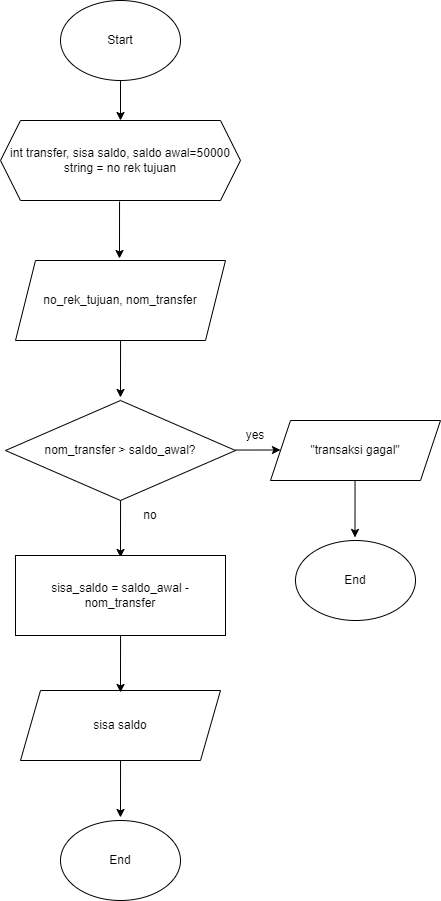 Start
int transfer, sisa saldo, saldo awal=50000
string = no rek tujuan
no_rek_tujuan, nom_transfer
nom_transfer > saldo_awal?
yes
"transaksi gagal"
no
End
sisa_saldo = saldo_awal -
nom_transfer
sisa saldo
End